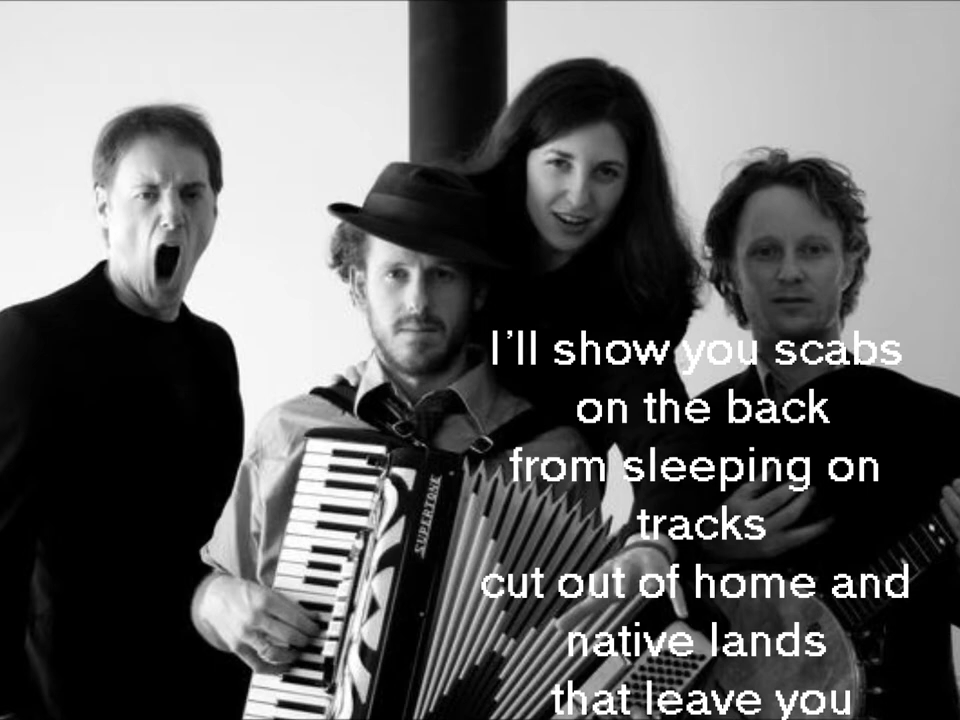 I'll show you scabs
on the back
from sleeping on
tracks
cut out of home and
native lands
that leave you
SUPERTONE